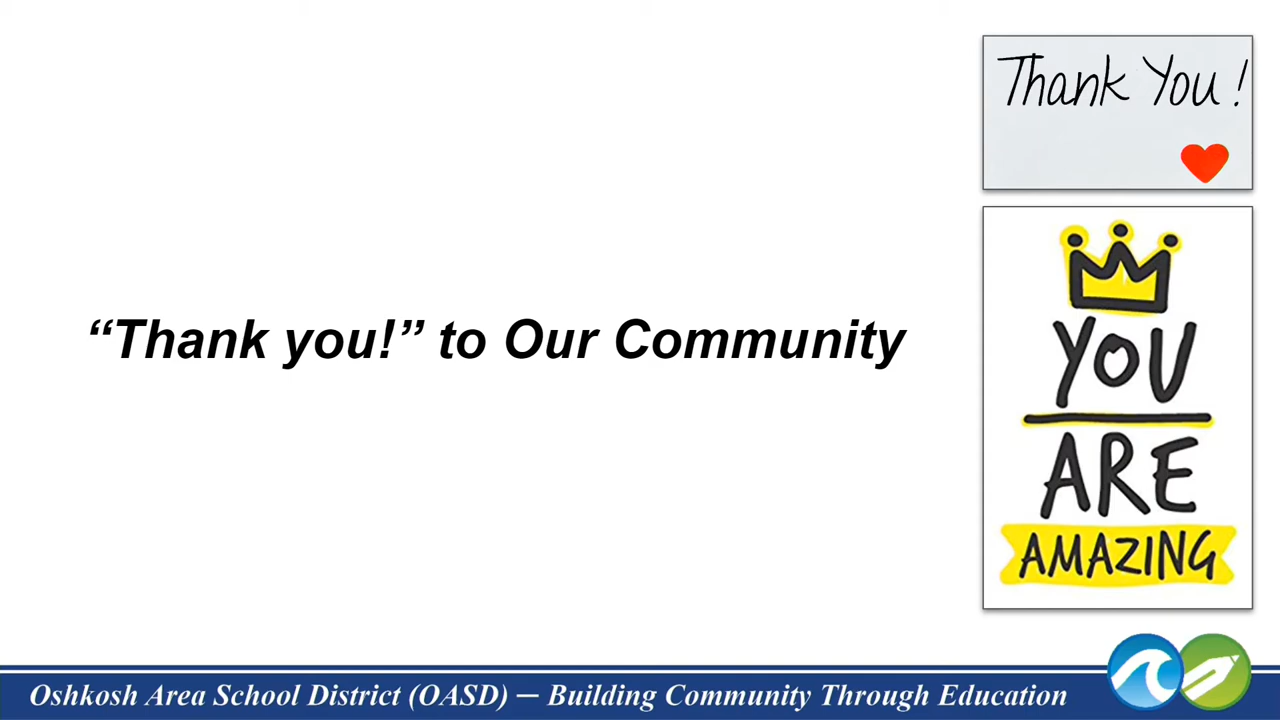 Thank You!
“Thank you!” to Our Community
YOU
ARE
AMAZING
Oshkosh Area School District (OASD) — Building Community Through Education